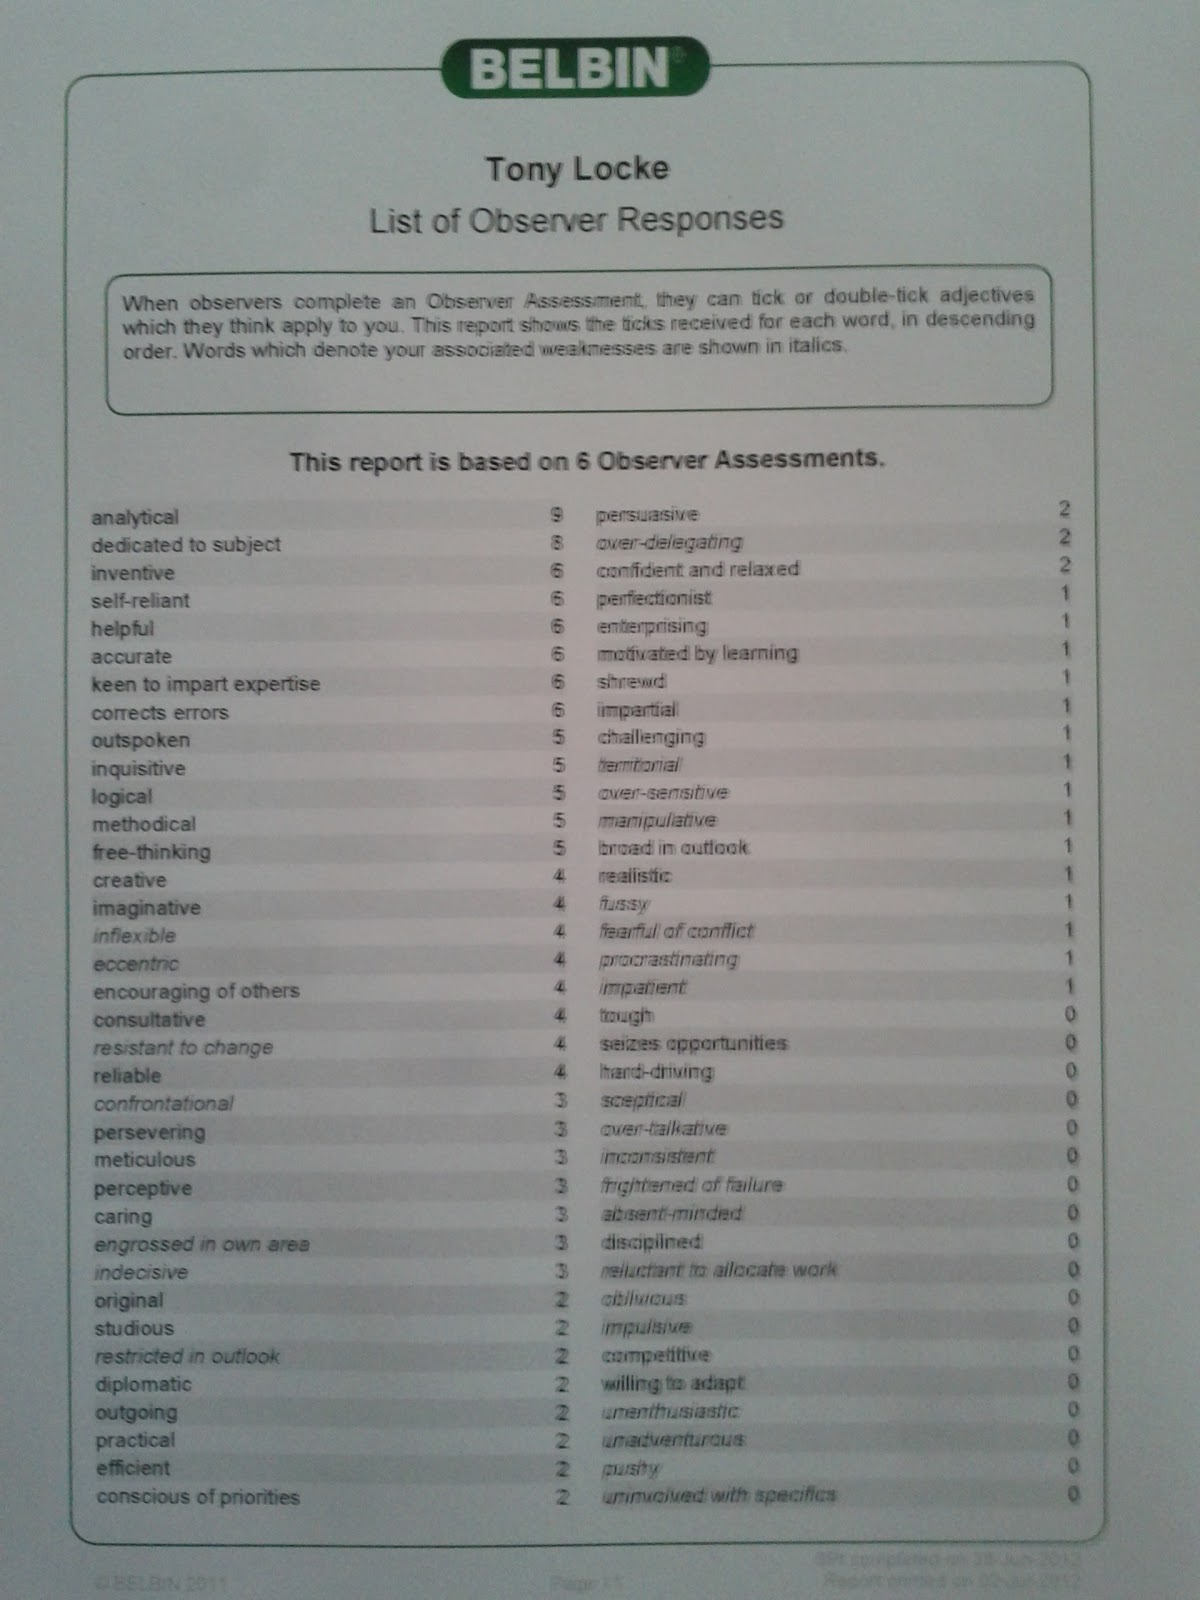 BELBIN®
Tony Locke
List of Observer Responses
When observers complete an Observer Assessment, they can tick or double-tick adjectives
which they think apply to you. This report shows the ticks received for each word, in descending
order. Words which denote your associated weaknesses are shown in italics.
This report is based on 6 Observer Assessments.
analytical 9
dedicated to subject 8
inventive 6
self-reliant 6
helpful 6
accurate 6
keen to impart expertise 6
corrects errors 6
outspoken 5
inquisitive 5
logical 5
methodical 5
free-thinking 5
creative 4
imaginative 4
inflexible 4
eccentric 4
encouraging of others 4
consultative 4
resistant to change 4
reliable 4
confrontational 3
persevering 3
meticulous 3
perceptive 3
caring 3
engrossed in own area 3
indecisive 3
original 2
studious 2
restricted in outlook 2
diplomatic 2
outgoing 2
practical 2
efficient 2
conscious of priorities 2
persuasive 2
over-delegating 2
confident and relaxed 2
perfectionist 1
enterprising 1
motivated by learning 1
shrewd 1
impartial 1
challenging 1
territorial 1
over-sensitive 1
manipulative 1
broad in outlook 1
realistic 1
fussy 1
fearful of conflict 1
procrastinating 1
impatient 1
tough 0
seizes opportunities 0
hard-driving 0
sceptical 0
over-talkative 0
inconsistent 0
frightened of failure 0
absent-minded 0
disciplined 0
reluctant to allocate work 0
oblivious 0
impulsive 0
competitive 0
willing to adapt 0
unenthusiastic 0
unadventurous 0
pushy 0
uninvolved with specifics 0
SPI completed on Jun-2012
© BELBIN 2011
Page
Report printed on 02-Jul-2012